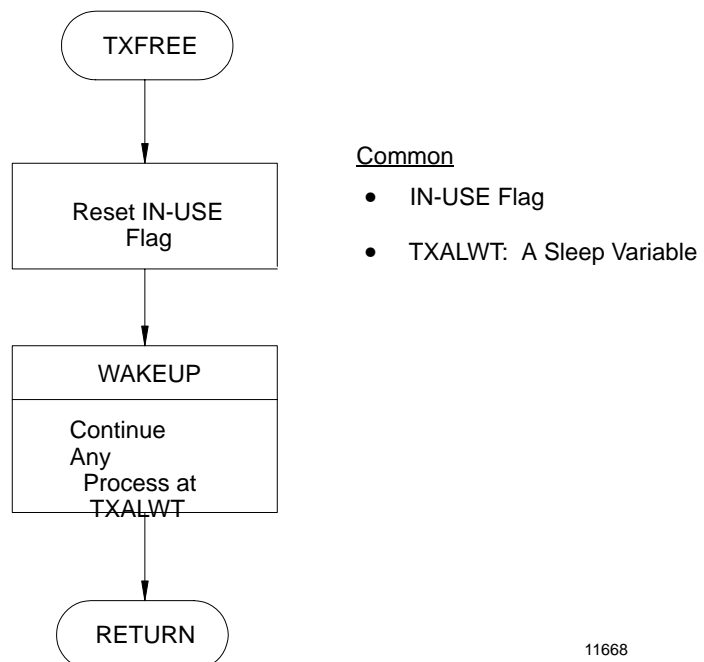 TXFREE
Reset IN-USE
Flag
WAKEUP
Continue
Any
Process at
TXALWT
RETURN
Common
• IN-USE Flag
• TXALWT: A Sleep Variable
11668